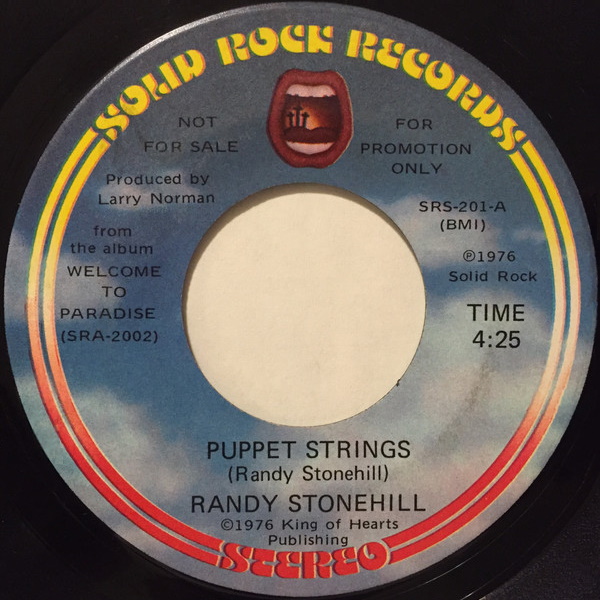 SOLID ROCK RECORDS
NOT
FOR SALE
FOR
PROMOTION
ONLY
Produced by
Larry Norman
from
the album
WELCOME
TO
PARADISE
(SRA-2002)
SRS-201-A
(BMI)
℗1976
Solid Rock
TIME
4:25
PUPPET STRINGS
(Randy Stonehill)
RANDY STONEHILL
©1976 King of Hearts
Publishing
STEREO